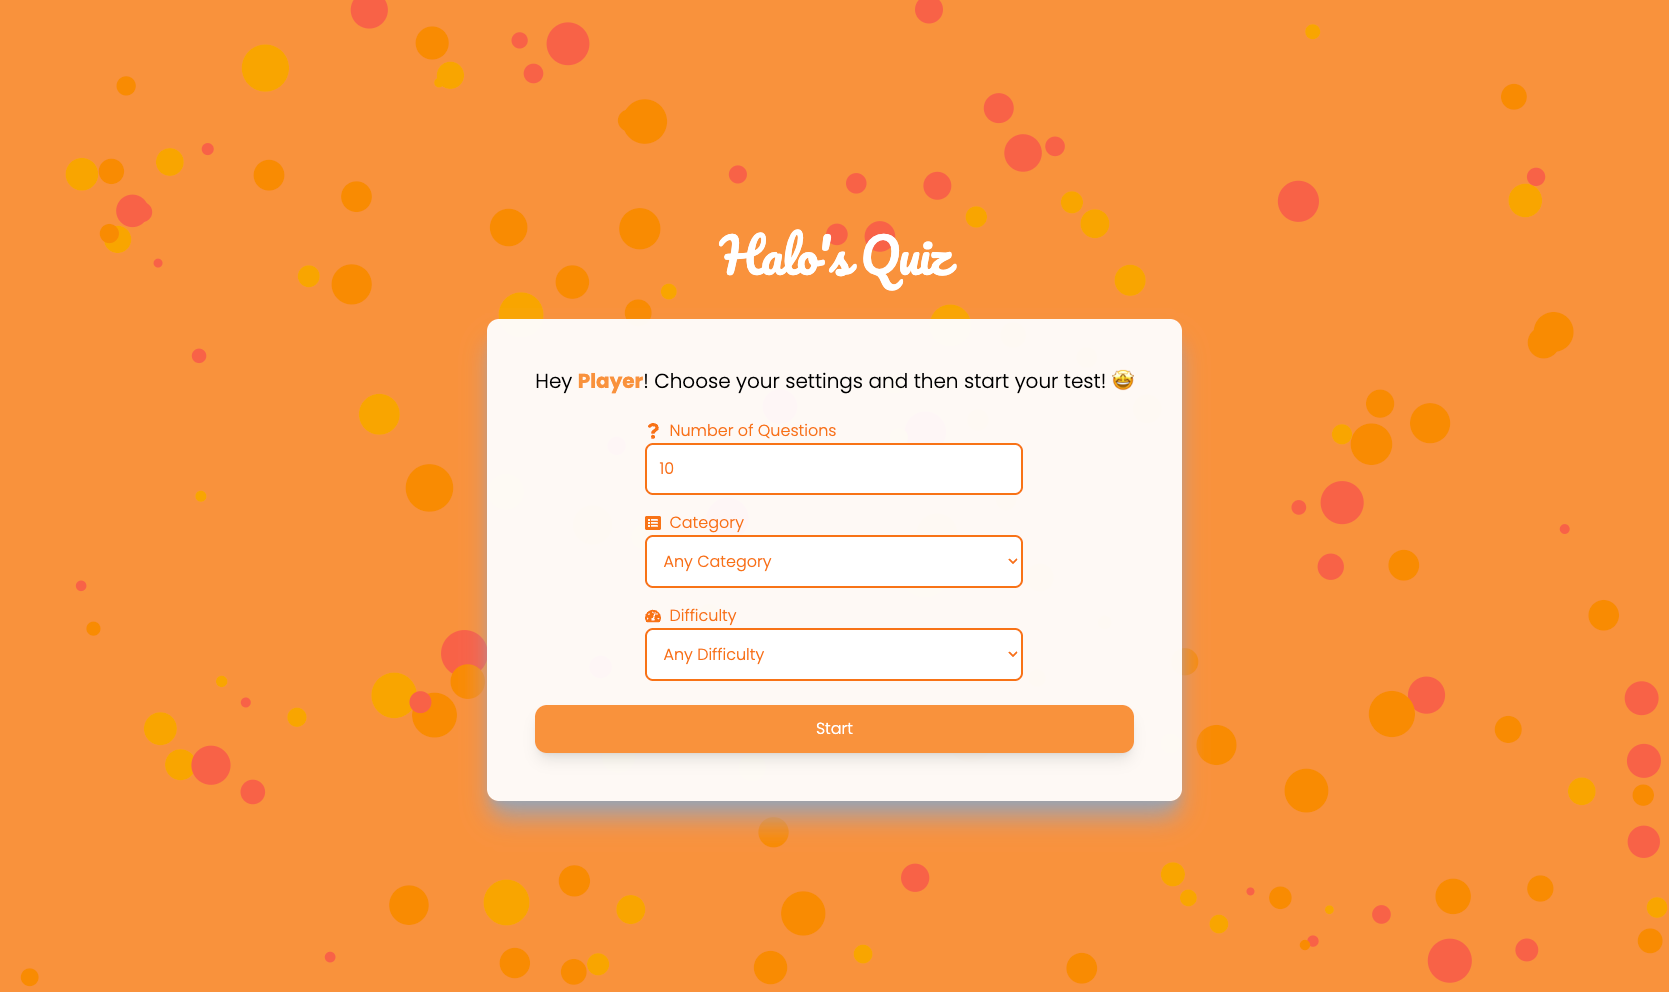 Halo's Quiz
Hey Player! Choose your settings and then start your test! 🤩
Number of Questions
10
Category
Any Category
Difficulty
Any Difficulty
Start